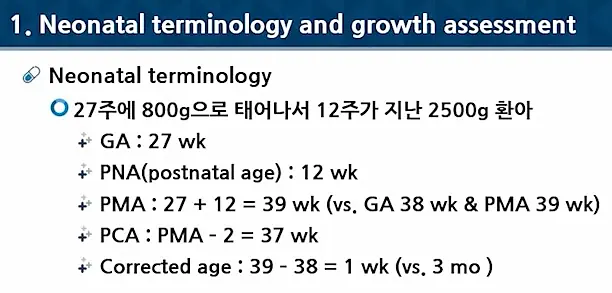 1. Neonatal terminology and growth assessment
Neonatal terminology
27주에 800g으로 태어나서 12주가 지난 2500g 환아
GA : 27 wk
PNA(postnatal age) : 12 wk
PMA : 27 + 12 = 39 wk (vs. GA 38 wk & PMA 39 wk)
PCA : PMA - 2 = 37 wk
Corrected age : 39 - 38 = 1 wk (vs. 3 mo )